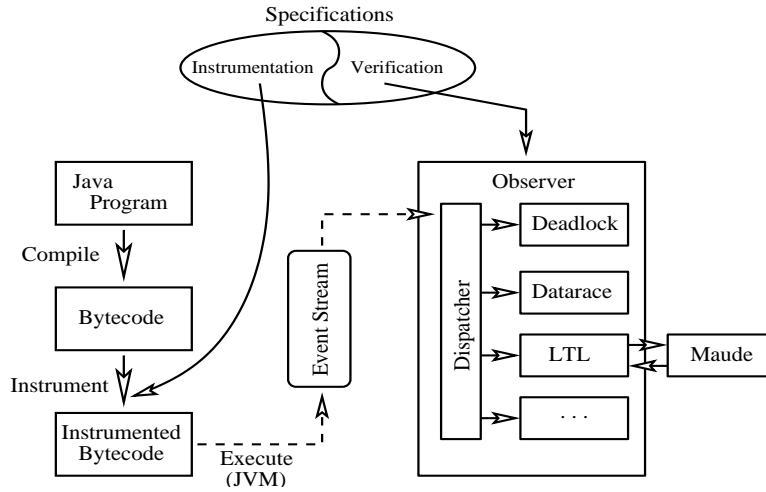 Specifications
Instrumentation
Verification
Java
Program
Compile
Bytecode
Instrument
Instrumented
Bytecode
Execute
(JVM)
Event Stream
Observer
Dispatcher
Deadlock
Datarace
LTL
. . .
Maude